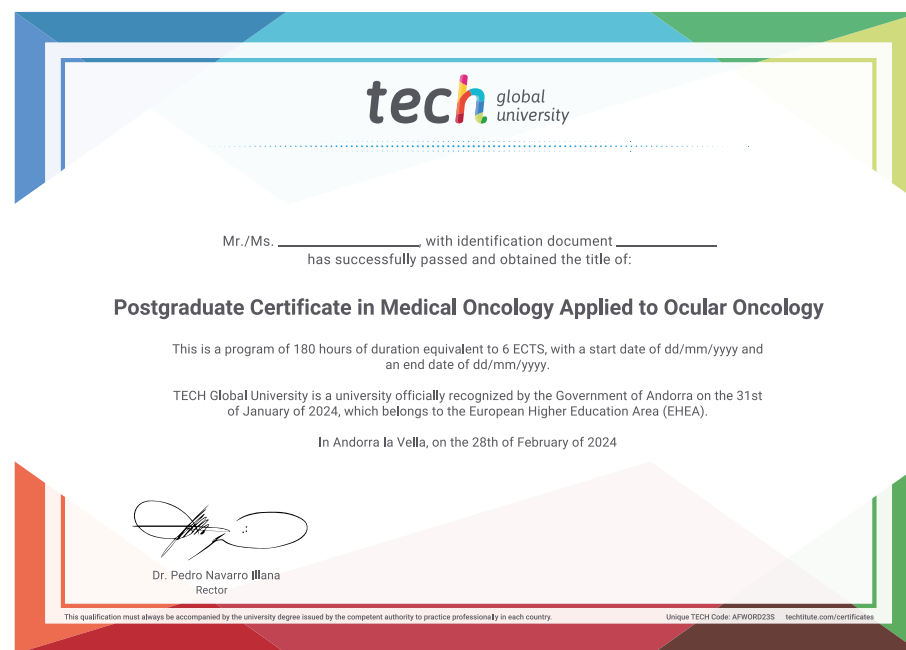 tech global
university
Mr./Ms. ____________, with identification document ____________
has successfully passed and obtained the title of:
Postgraduate Certificate in Medical Oncology Applied to Ocular Oncology
This is a program of 180 hours of duration equivalent to 6 ECTS, with a start date of dd/mm/yyyy and
an end date of dd/mm/yyyy.
TECH Global University is a university officially recognized by the Government of Andorra on the 31st
of January of 2024, which belongs to the European Higher Education Area (EHEA).
In Andorra la Vella, on the 28th of February of 2024
Dr. Pedro Navarro Illana
Rector
This qualification must always be accompanied by the university degree issued by the competent authority to practice professionally in each country. Unique TECH Code: AFWORD23S techtitute.com/certificates